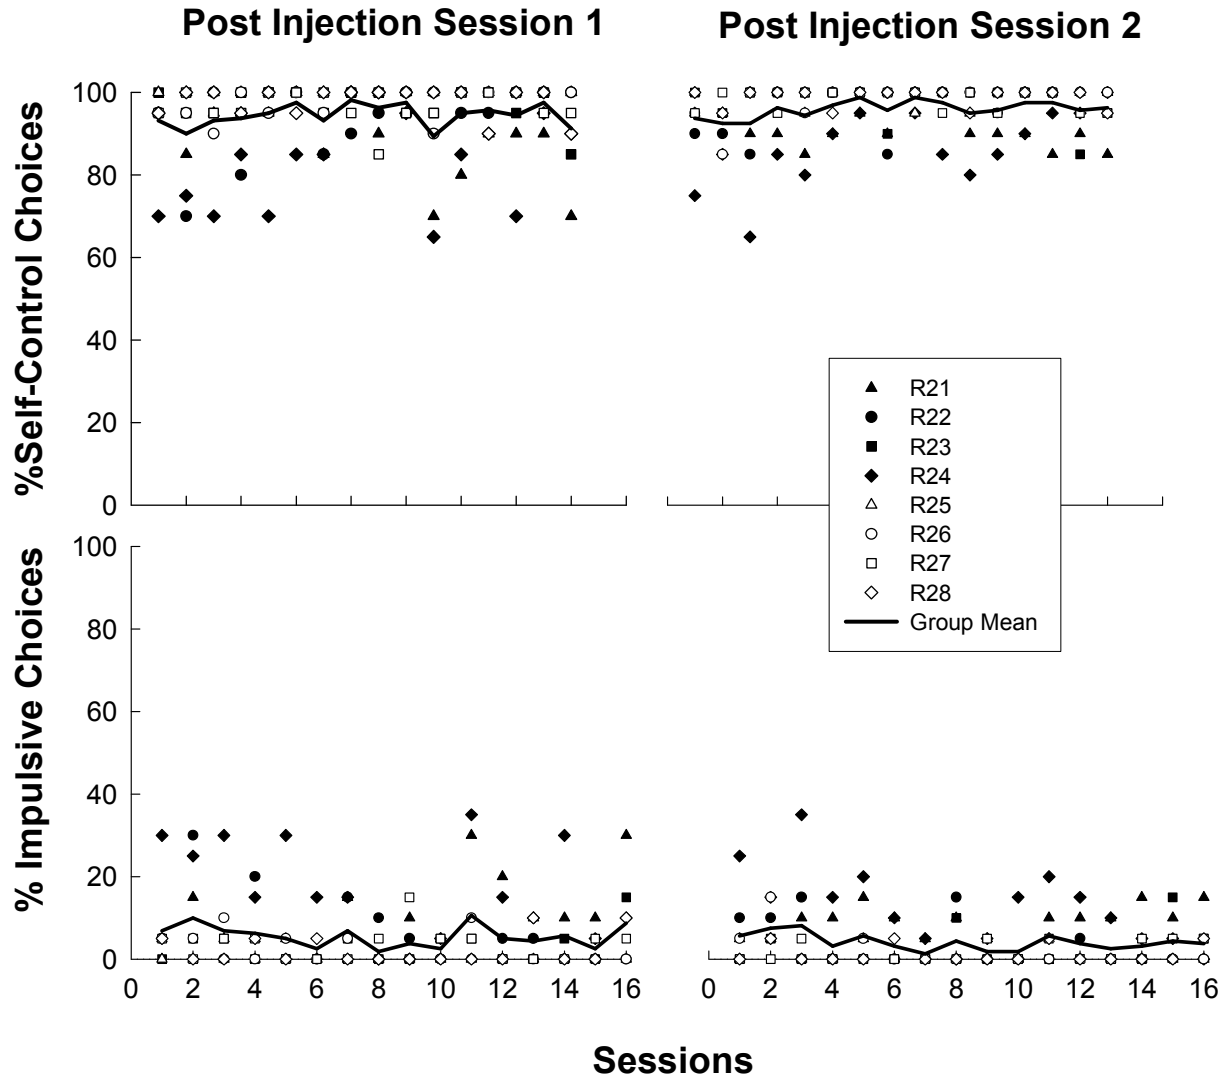 Post Injection Session 1
Post Injection Session 2
%Self-Control Choices
100
80
60
40
20
0
R21
R22
R23
R24
R25
R26
R27
R28
Group Mean
% Impulsive Choices
100
80
60
40
20
0
0 2 4 6 8 10 12 14 16
0 2 4 6 8 10 12 14 16
Sessions